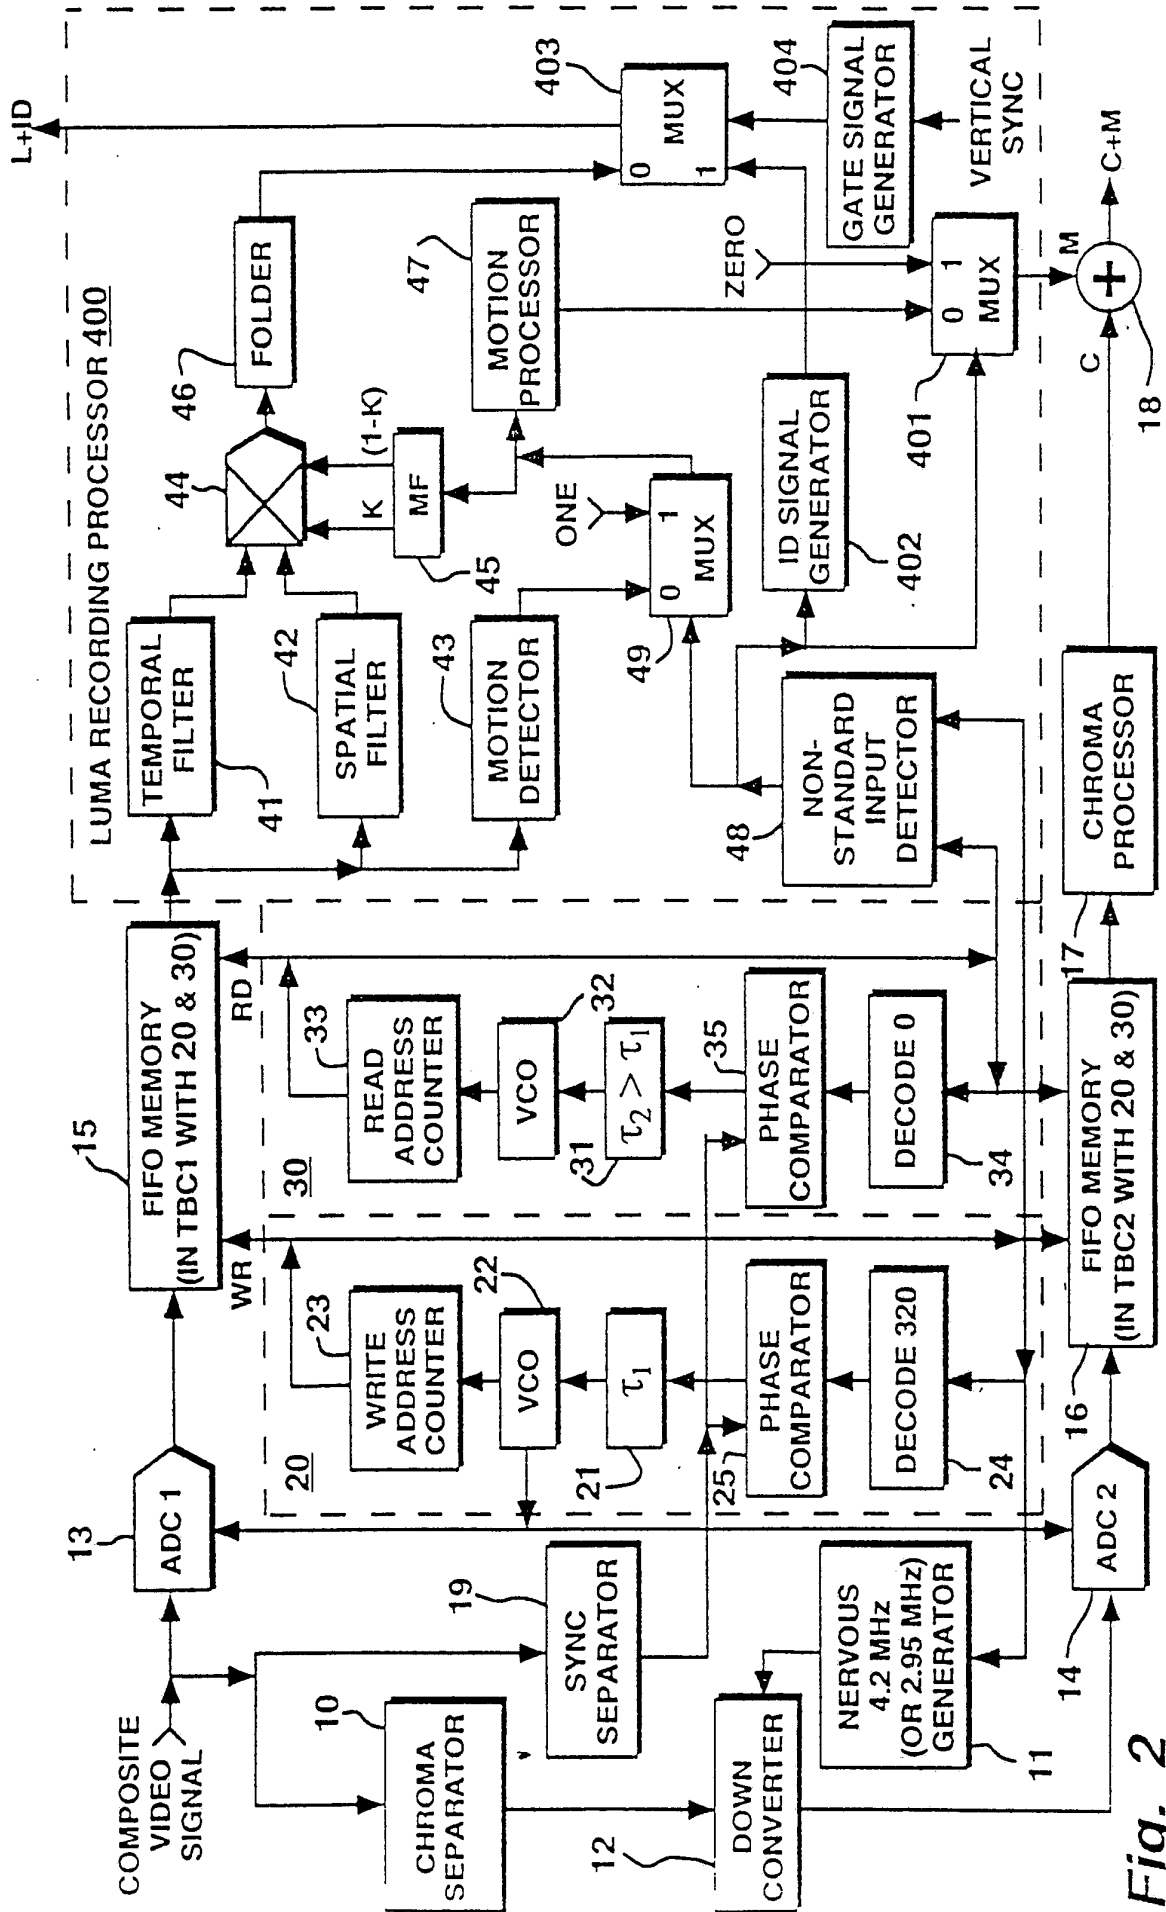 COMPOSITE
VIDEO
SIGNAL
13
ADC 1
15
FIFO MEMORY
(IN TBC1 WITH 20 & 30)
WR
RD
LUMA RECORDING PROCESSOR 400
TEMPORAL
FILTER
41
SPATIAL
FILTER
42
MOTION
DETECTOR
43
44
K
(1-K)
MF
45
46
FOLDER
47
MOTION
PROCESSOR
L+ID
403
0
1
MUX
404
GATE SIGNAL
GENERATOR
VERTICAL
SYNC
ONE
0
1
MUX
49
48
NON-
STANDARD
INPUT
DETECTOR
ID SIGNAL
GENERATOR
402
ZERO
0
1
MUX
401
M
C
C+M
18
10
CHROMA
SEPARATOR
19
SYNC
SEPARATOR
12
DOWN
CONVERTER
NERVOUS
4.2 MHz
(OR 2.95 MHz)
GENERATOR
11
14
ADC 2
20
23
WRITE
ADDRESS
COUNTER
22
VCO
τ1
21
25
PHASE
COMPARATOR
DECODE 320
24
30
33
READ
ADDRESS
COUNTER
32
VCO
τ2 > τ1
31
35
PHASE
COMPARATOR
DECODE 0
34
16
FIFO MEMORY
(IN TBC2 WITH 20 & 30)
17
CHROMA
PROCESSOR
Fig. 2